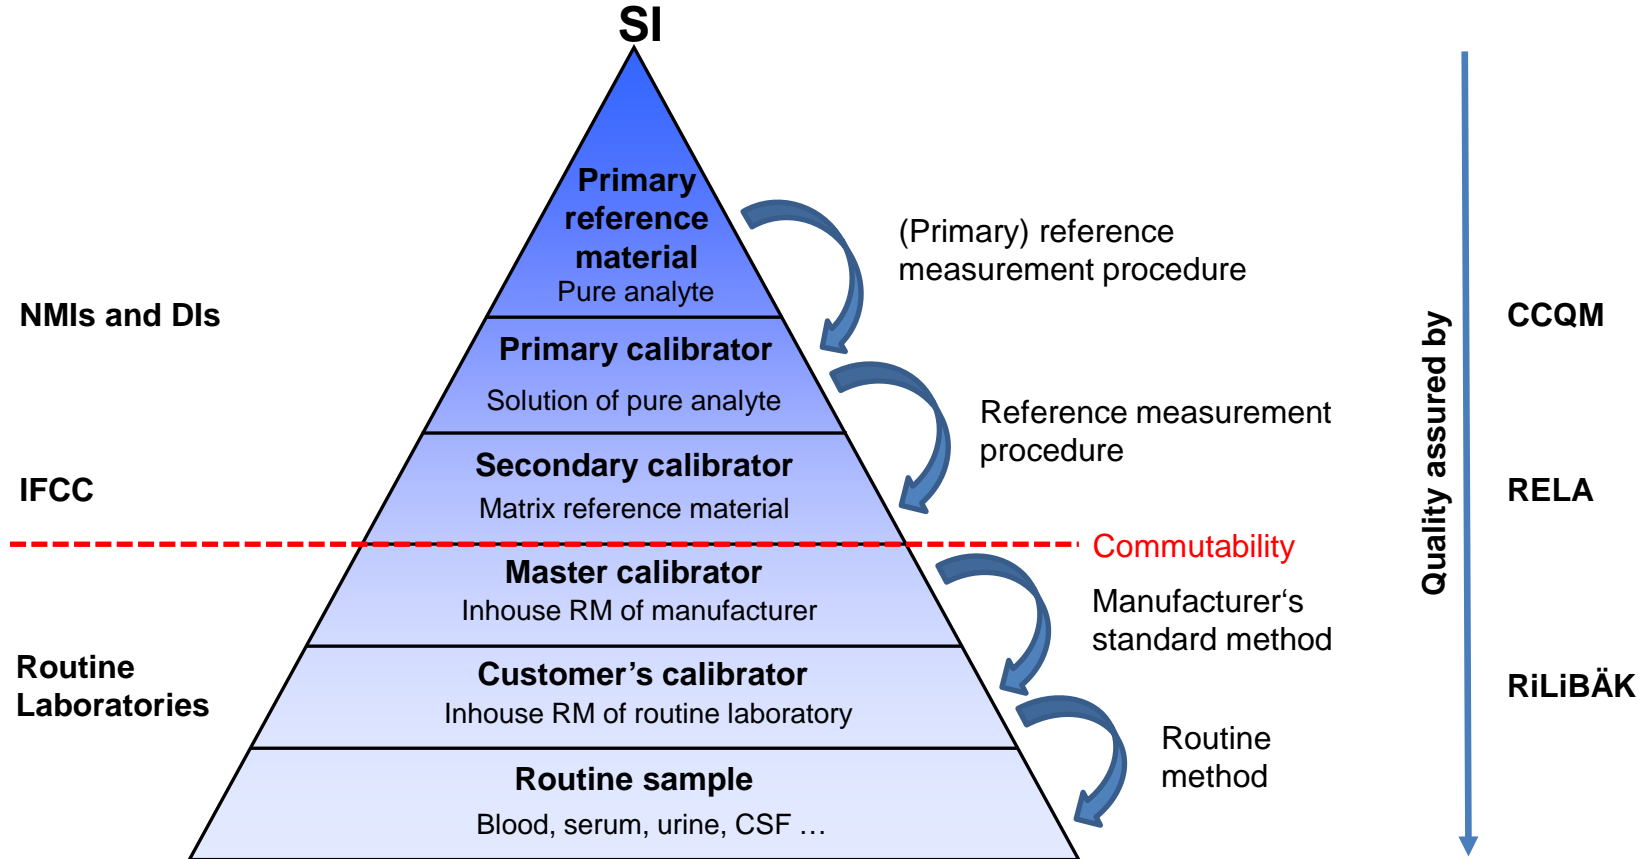 SI
Primary
reference
material
Pure analyte
(Primary) reference
measurement procedure
NMIs and DIs
CCQM
Primary calibrator
Solution of pure analyte
Reference measurement
procedure
Quality assured by
Secondary calibrator
Matrix reference material
IFCC
RELA
Commutability
Master calibrator
Inhouse RM of manufacturer
Manufacturer‘s
standard method
Routine
Laboratories
Customer’s calibrator
Inhouse RM of routine laboratory
RiLiBÄK
Routine
method
Routine sample
Blood, serum, urine, CSF …